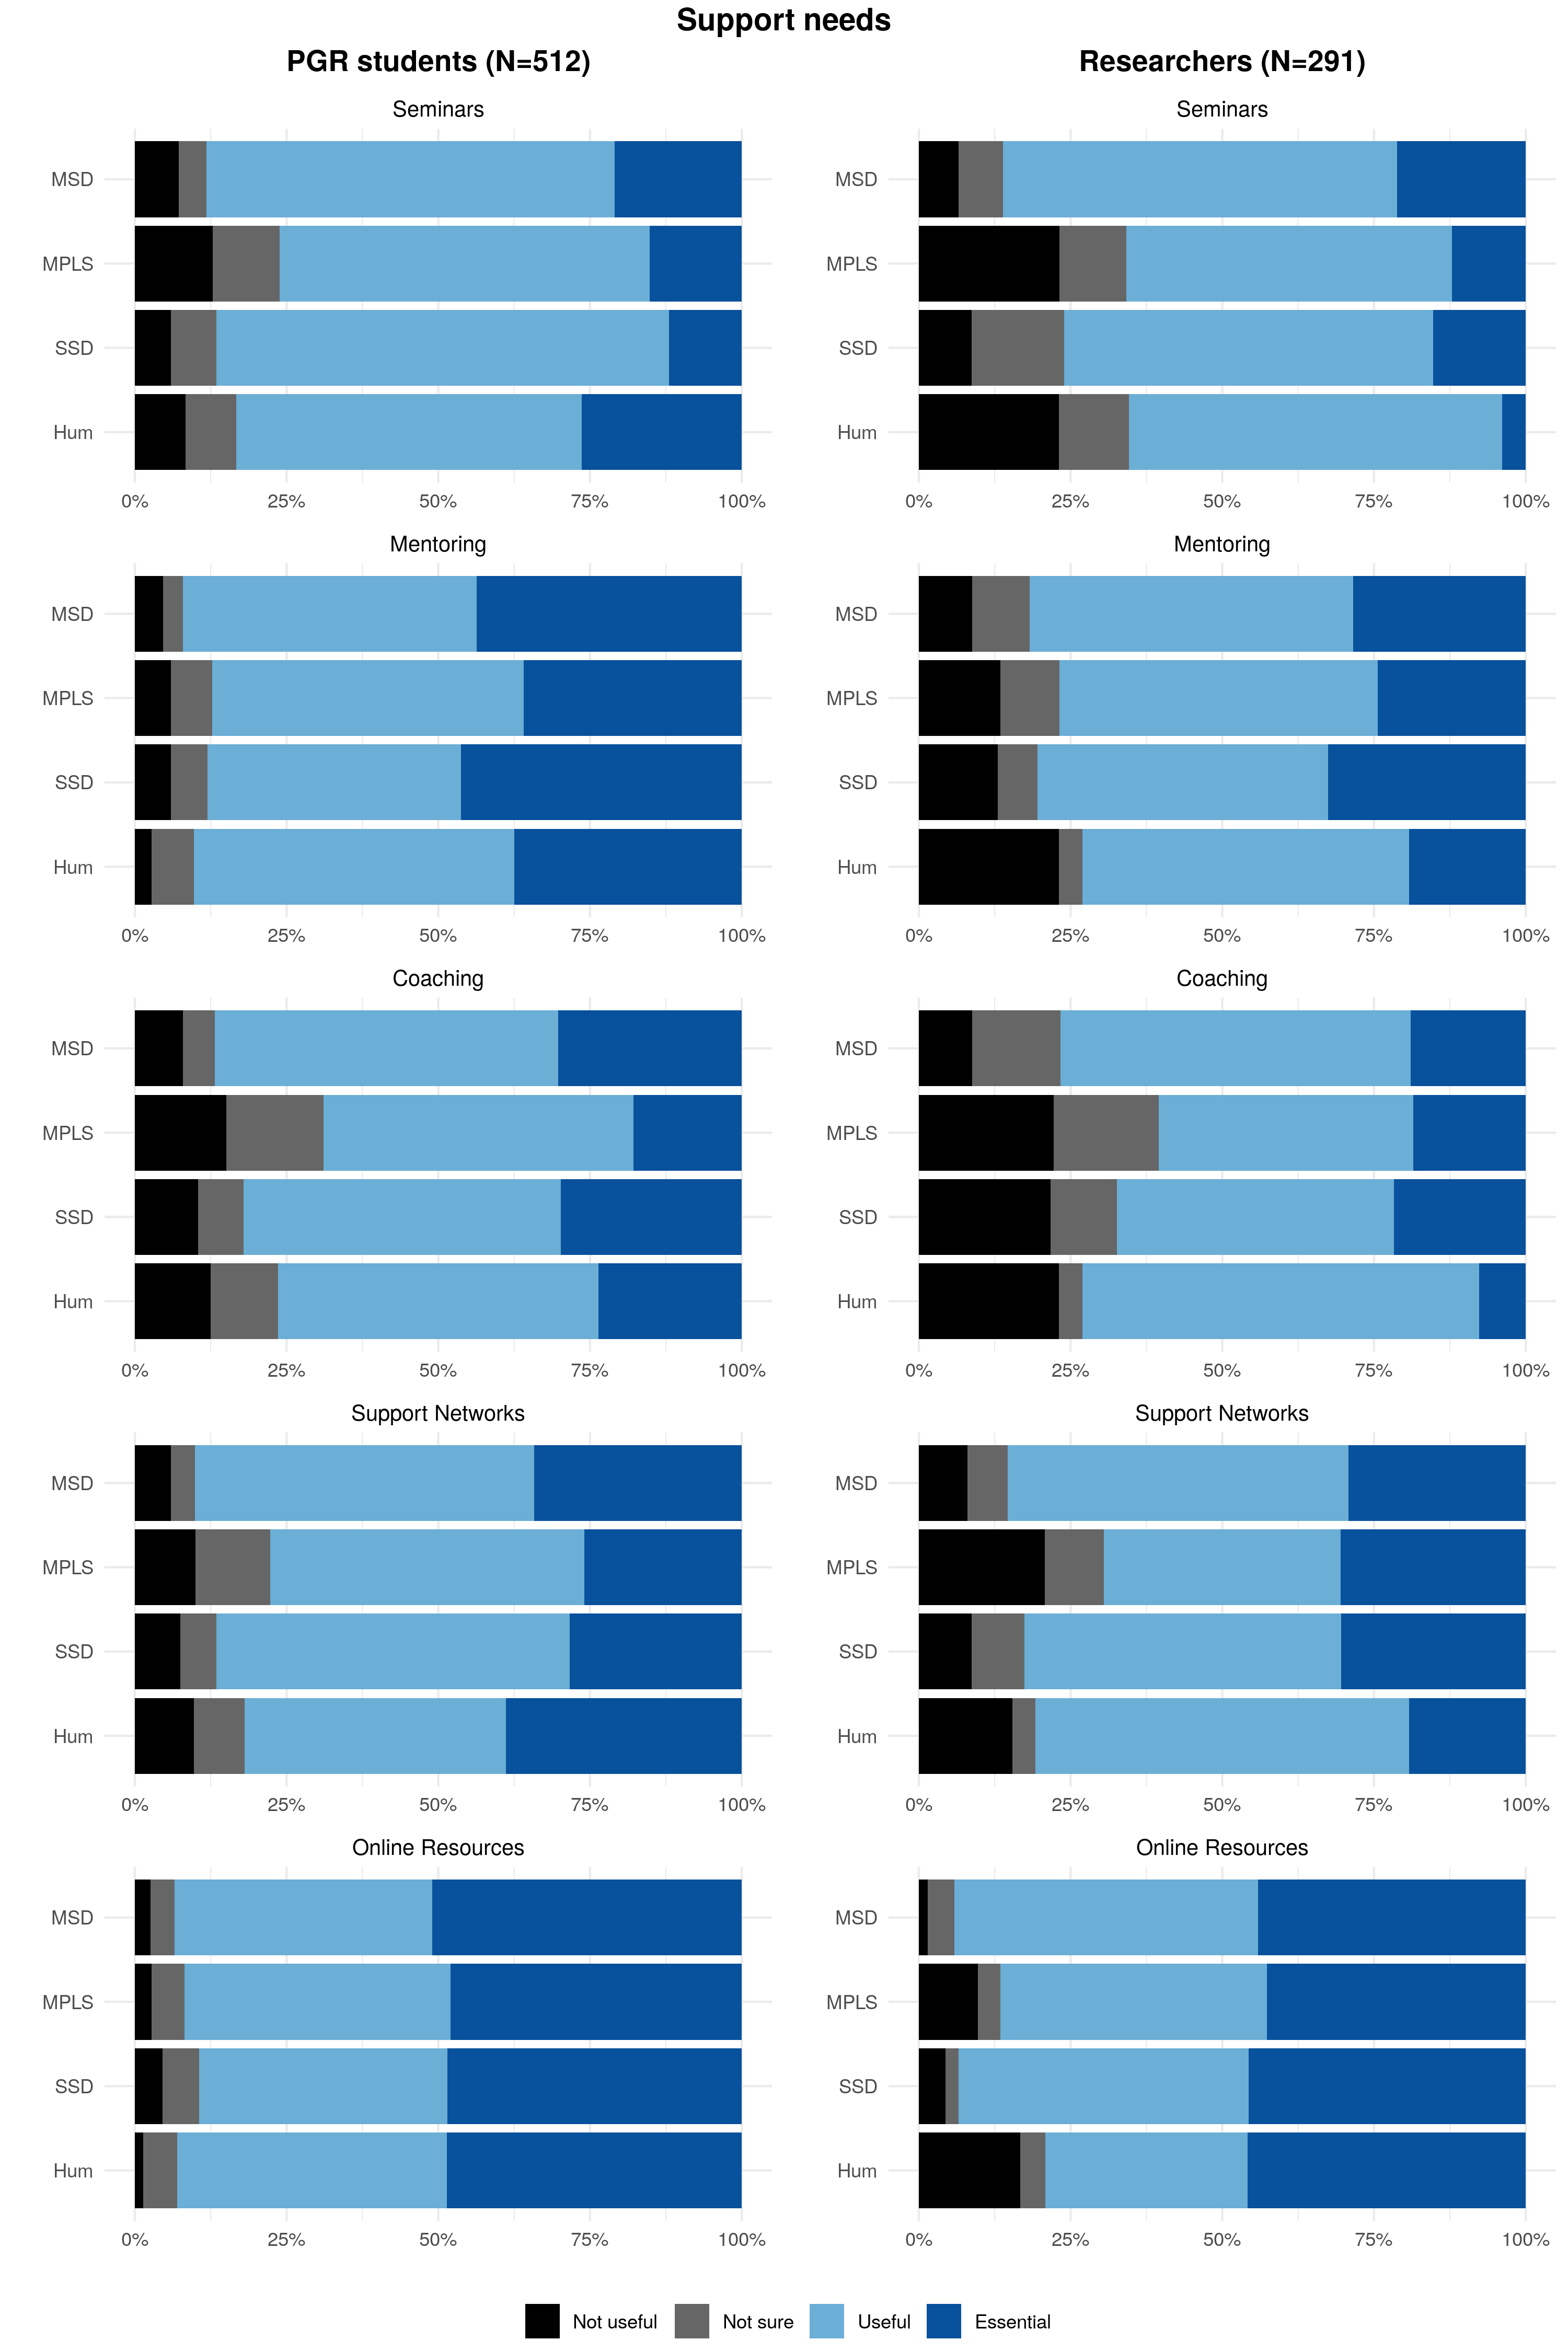 Support needs
PGR students (N=512) Researchers (N=291)
Seminars Seminars
MSD MSD
MPLS MPLS
SSD SSD
Hum Hum
0% 25% 50% 75% 100% 0% 25% 50% 75% 100%
Mentoring Mentoring
MSD MSD
MPLS MPLS
SSD SSD
Hum Hum
0% 25% 50% 75% 100% 0% 25% 50% 75% 100%
Coaching Coaching
MSD MSD
MPLS MPLS
SSD SSD
Hum Hum
0% 25% 50% 75% 100% 0% 25% 50% 75% 100%
Support Networks Support Networks
MSD MSD
MPLS MPLS
SSD SSD
Hum Hum
0% 25% 50% 75% 100% 0% 25% 50% 75% 100%
Online Resources Online Resources
MSD MSD
MPLS MPLS
SSD SSD
Hum Hum
0% 25% 50% 75% 100% 0% 25% 50% 75% 100%
Not useful Not sure Useful Essential